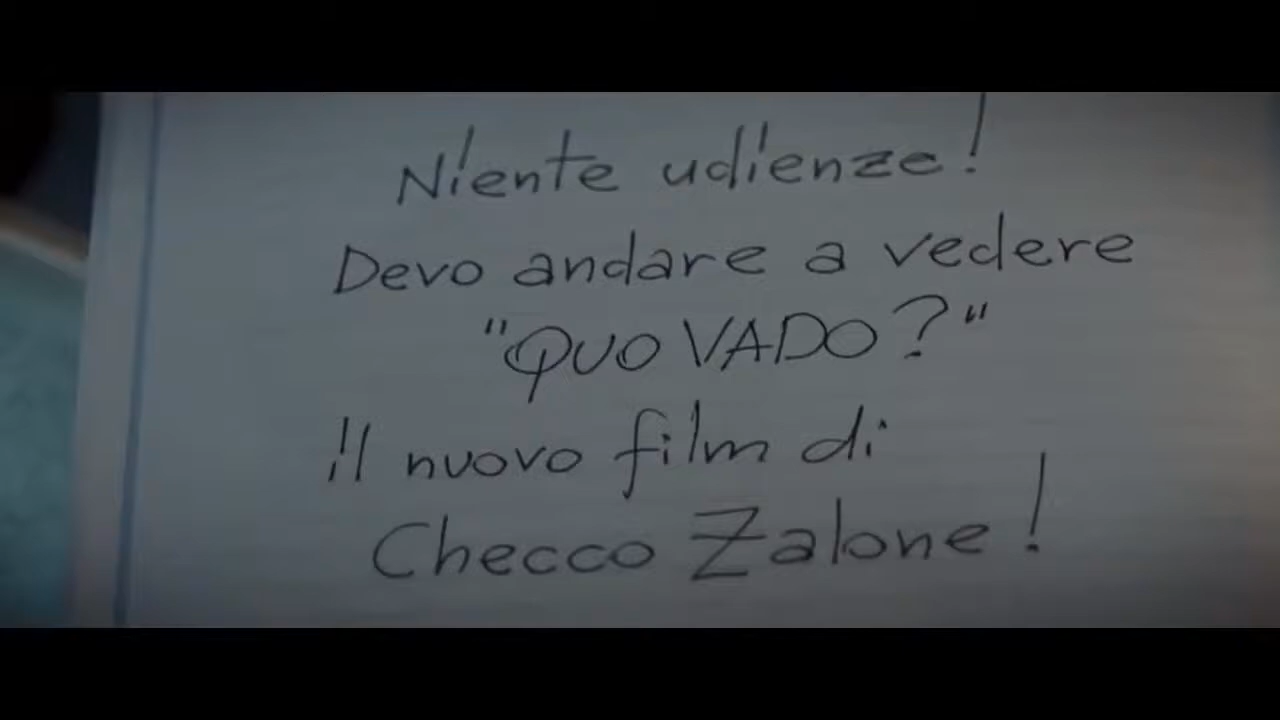 Niente udienze!
Devo andare a vedere
"QUO VADO?"
Il nuovo film di
Checco Zalone!